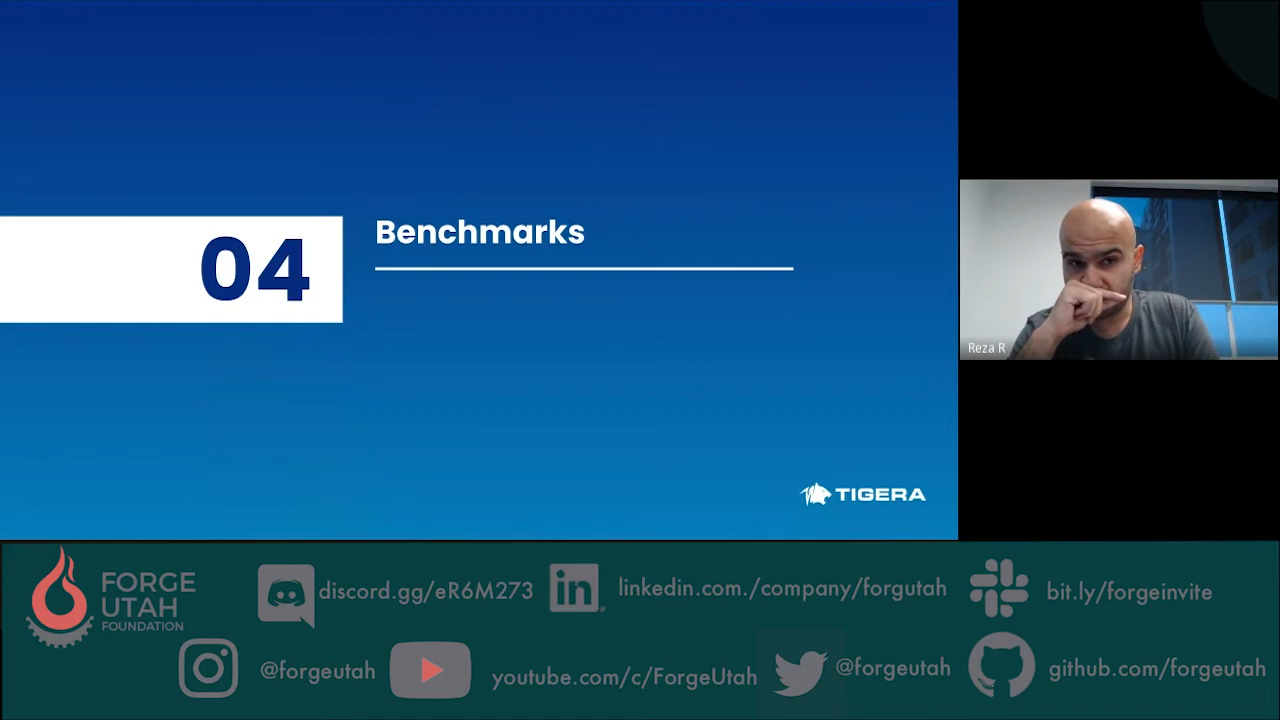 04
Benchmarks
TIGERA
Reza R
FORGE
UTAH
FOUNDATION
discord.gg/eR6M273
linkedin.com./company/forgutah
bit.ly/forgeinvite
@forgeutah
youtube.com/c/ForgeUtah
@forgeutah
github.com/forgeutah